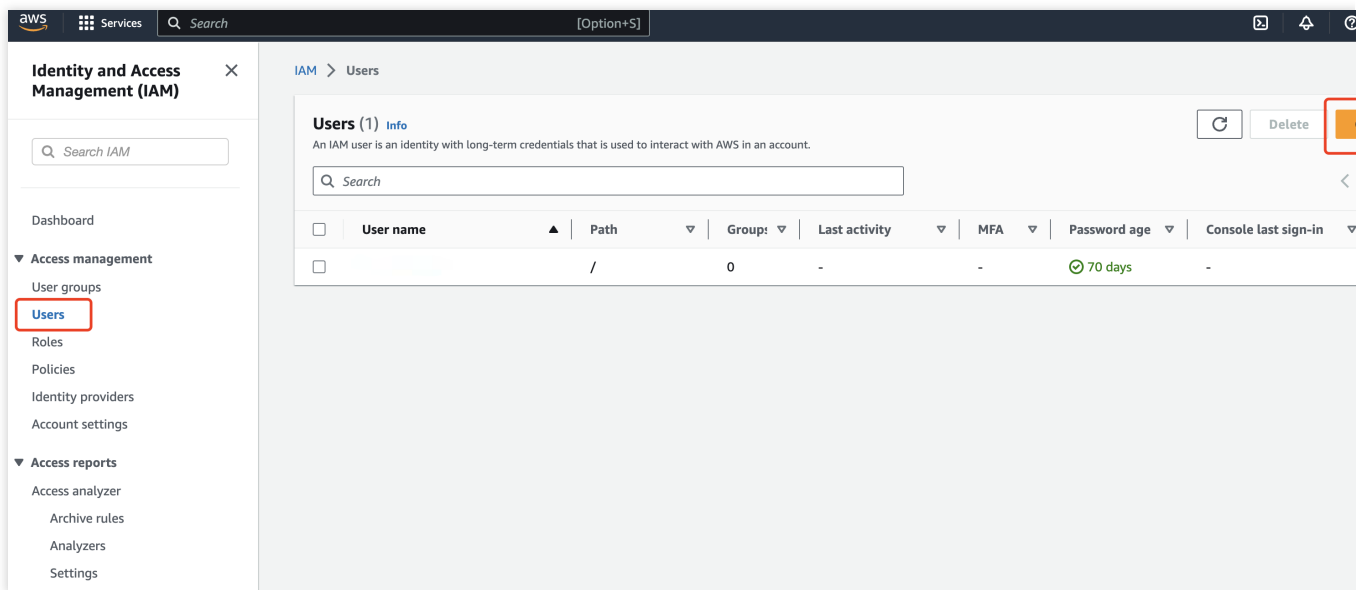 aws Services Search [Option+S]
Identity and Access
Management (IAM)
Search IAM
Dashboard
Access management
User groups
Users
Roles
Policies
Identity providers
Account settings
Access reports
Access analyzer
Archive rules
Analyzers
Settings
IAM > Users
Users (1) Info
An IAM user is an identity with long-term credentials that is used to interact with AWS in an account.
Delete
Search
User name Path Groups Last activity MFA Password age Console last sign-in
/ 0 - - 70 days -